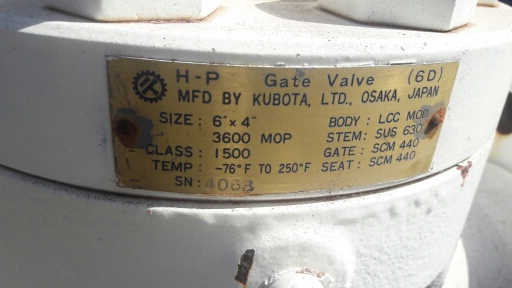 H-P Gate Valve (6D)
MFD BY KUBOTA, LTD., OSAKA, JAPAN
SIZE: 6"x 4" BODY: LCC MOD
3600 MOP STEM: SUS 630
CLASS: 1500 GATE: SCM 440
TEMP: -76°F TO 250°F SEAT: SCM 440
SN: 4068